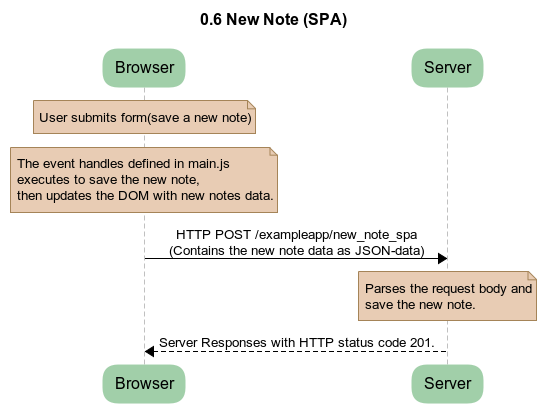 0.6 New Note (SPA)
Browser
Server
User submits form(save a new note)
The event handles defined in main.js
executes to save the new note,
then updates the DOM with new notes data.
HTTP POST /exampleapp/new_note_spa
(Contains the new note data as JSON-data)
Parses the request body and
save the new note.
Server Responses with HTTP status code 201.
Browser
Server